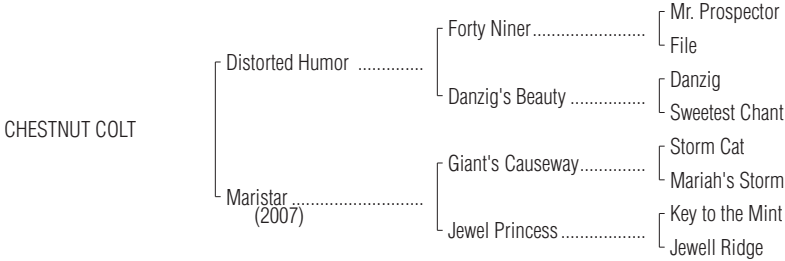 Mr. Prospector
Forty Niner........................
File
Distorted Humor ..............
Danzig
Danzig's Beauty ................
Sweetest Chant
CHESTNUT COLT
Storm Cat
Giant's Causeway..............
Mariah's Storm
Maristar ............................
(2007)
Key to the Mint
Jewel Princess ..................
Jewell Ridge